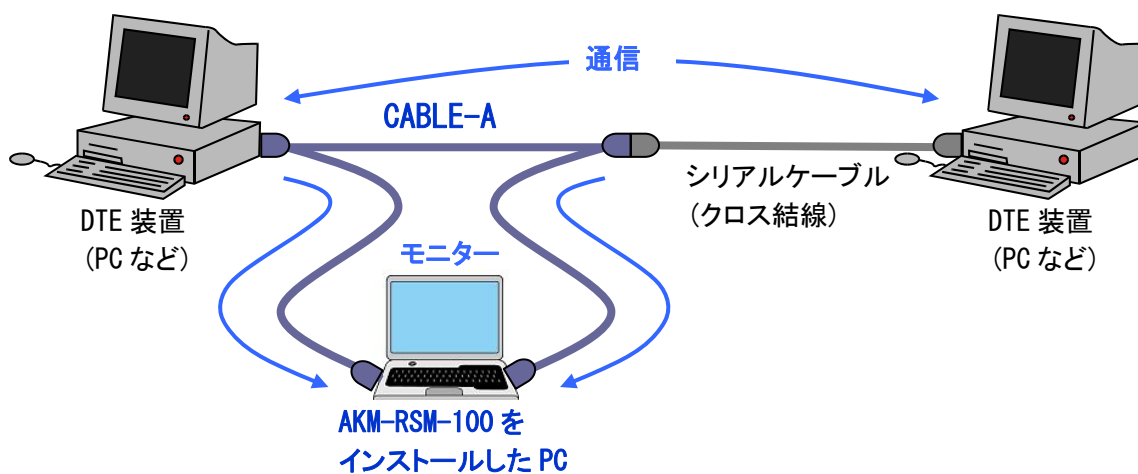 通信
CABLE-A
シリアルケーブル
（クロス結線）
DTE 装置
（PC など）
DTE 装置
（PC など）
モニター
AKM-RSM-100 を
インストールした PC